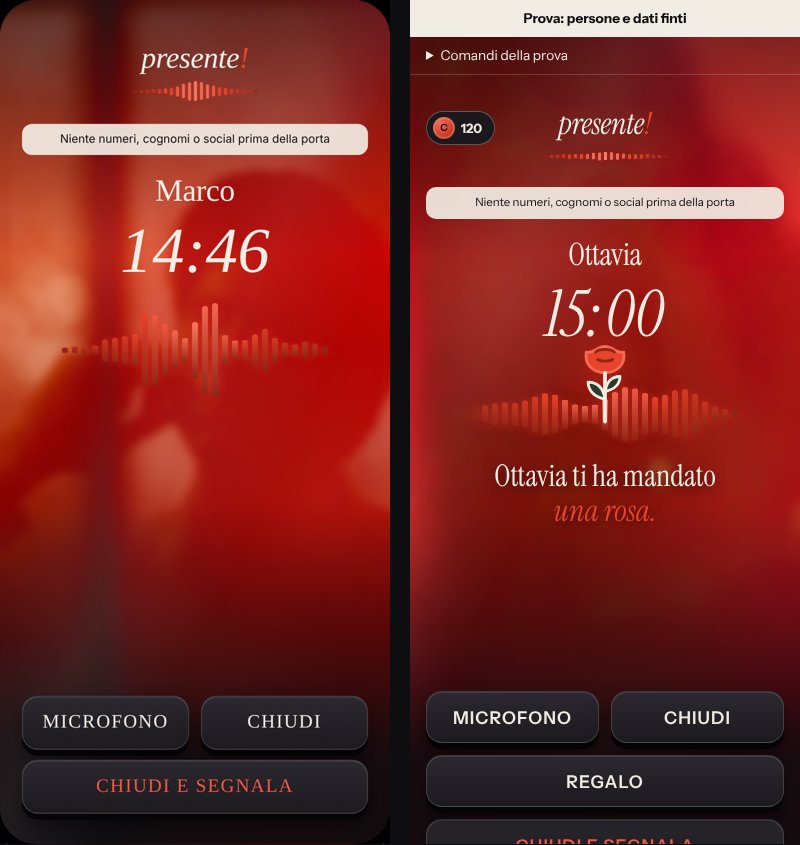 presente!
Niente numeri, cognomi o social prima della porta
Marco
14:46
MICROFONO
CHIUDI
CHIUDI E SEGNALA
Prova: persone e dati finti
Comandi della prova
C 120
presente!
Niente numeri, cognomi o social prima della porta
Ottavia
15:00
Ottavia ti ha mandato
una rosa.
MICROFONO
CHIUDI
REGALO
CHIUDI E SEGNALA